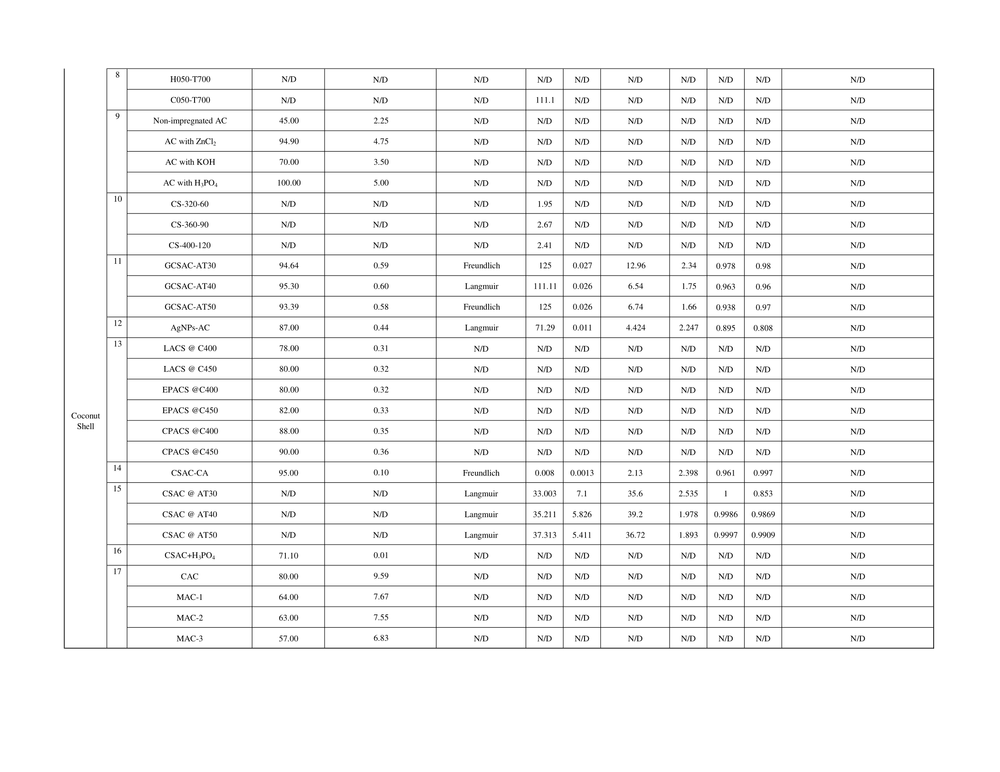 8 H050-T700 N/D N/D N/D N/D N/D N/D N/D N/D N/D N/D
C050-T700 N/D N/D N/D 111.1 N/D N/D N/D N/D N/D N/D
9 Non-impregnated AC 45.00 2.25 N/D N/D N/D N/D N/D N/D N/D N/D
AC with ZnCl₂ 94.90 4.75 N/D N/D N/D N/D N/D N/D N/D N/D
AC with KOH 70.00 3.50 N/D N/D N/D N/D N/D N/D N/D N/D
AC with H₃PO₄ 100.00 5.00 N/D N/D N/D N/D N/D N/D N/D N/D
10 CS-320-60 N/D N/D N/D 1.95 N/D N/D N/D N/D N/D N/D
CS-360-90 N/D N/D N/D 2.67 N/D N/D N/D N/D N/D N/D
CS-400-120 N/D N/D N/D 2.41 N/D N/D N/D N/D N/D N/D
11 GCSAC-AT30 94.64 0.59 Freundlich 125 0.027 12.96 2.34 0.978 0.98 N/D
GCSAC-AT40 95.30 0.60 Langmuir 111.11 0.026 6.54 1.75 0.963 0.96 N/D
GCSAC-AT50 93.39 0.58 Freundlich 125 0.026 6.74 1.66 0.938 0.97 N/D
12 AgNPs-AC 87.00 0.44 Langmuir 71.29 0.011 4.424 2.247 0.895 0.808 N/D
13 LACS @ C400 78.00 0.31 N/D N/D N/D N/D N/D N/D N/D N/D
LACS @ C450 80.00 0.32 N/D N/D N/D N/D N/D N/D N/D N/D
EPACS @C400 80.00 0.32 N/D N/D N/D N/D N/D N/D N/D N/D
EPACS @C450 82.00 0.33 N/D N/D N/D N/D N/D N/D N/D N/D
Coconut
Shell
CPACS @C400 88.00 0.35 N/D N/D N/D N/D N/D N/D N/D N/D
CPACS @C450 90.00 0.36 N/D N/D N/D N/D N/D N/D N/D N/D
14 CSAC-CA 95.00 0.10 Freundlich 0.008 0.0013 2.13 2.398 0.961 0.997 N/D
15 CSAC @ AT30 N/D N/D Langmuir 33.003 7.1 35.6 2.535 1 0.853 N/D
CSAC @ AT40 N/D N/D Langmuir 35.211 5.826 39.2 1.978 0.9986 0.9869 N/D
CSAC @ AT50 N/D N/D Langmuir 37.313 5.411 36.72 1.893 0.9997 0.9909 N/D
16 CSAC+H₃PO₄ 71.10 0.01 N/D N/D N/D N/D N/D N/D N/D N/D
17 CAC 80.00 9.59 N/D N/D N/D N/D N/D N/D N/D N/D
MAC-1 64.00 7.67 N/D N/D N/D N/D N/D N/D N/D N/D
MAC-2 63.00 7.55 N/D N/D N/D N/D N/D N/D N/D N/D
MAC-3 57.00 6.83 N/D N/D N/D N/D N/D N/D N/D N/D